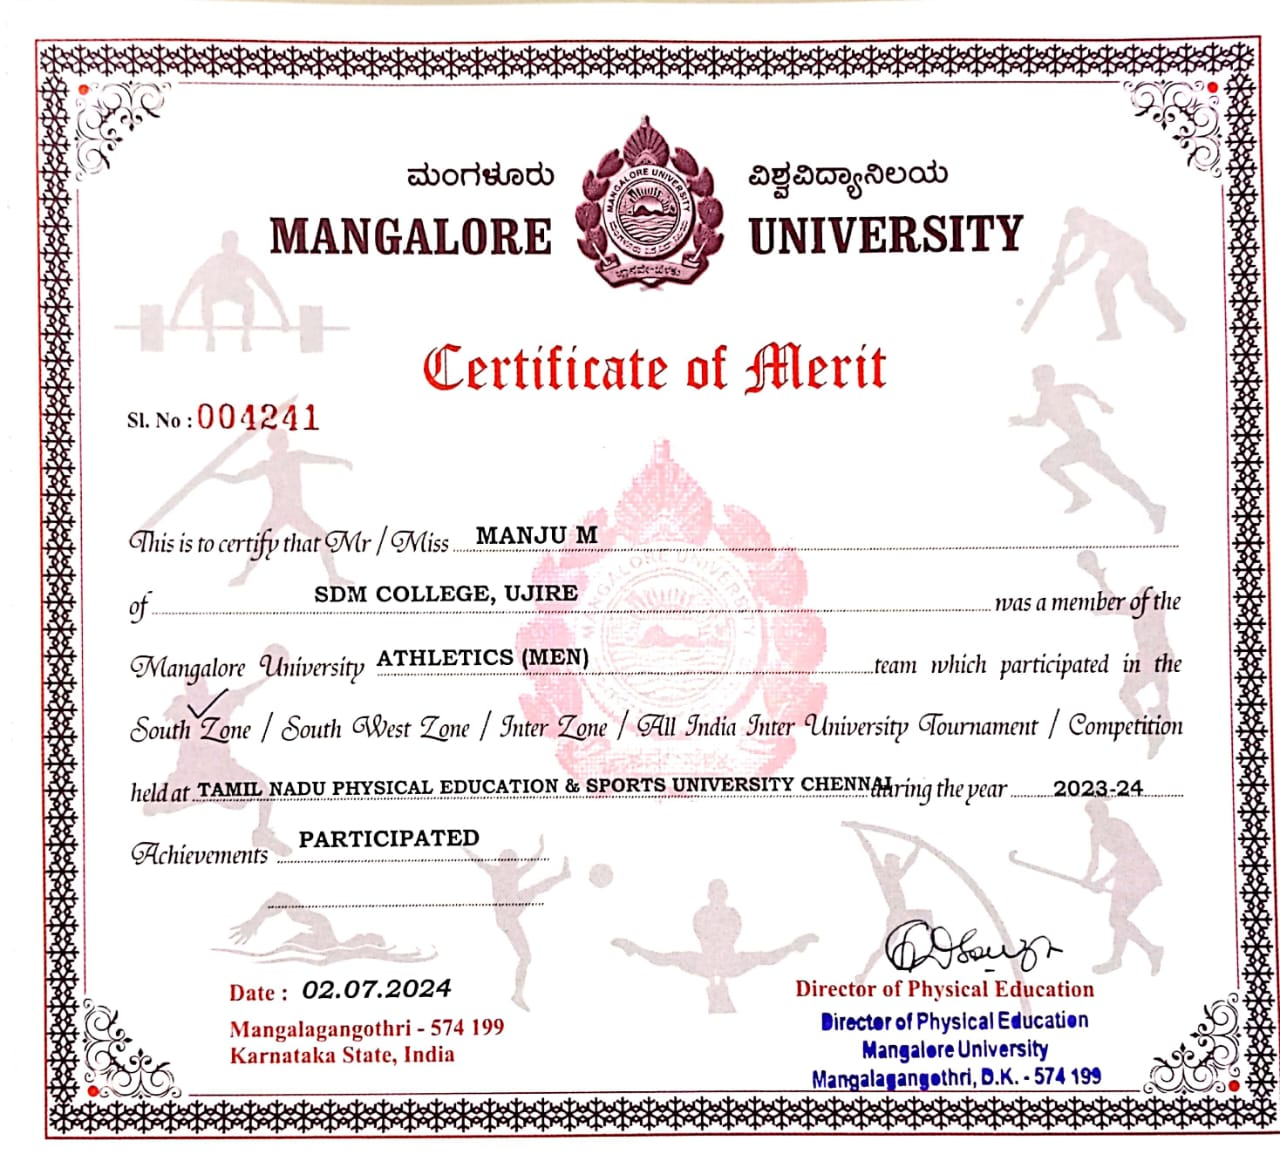 ಮಂಗಳೂರು ವಿಶ್ವವಿದ್ಯಾನಿಲಯ
MANGALORE UNIVERSITY
MANGALORE UNIVERSITY
ಜ್ಞಾನವೇ ಬೆಳಕು
Certificate of Merit
Sl. No : 004241
This is to certify that Mr / Miss MANJU M
of SDM COLLEGE, UJIRE was a member of the
Mangalore University ATHLETICS (MEN) team which participated in the
South Zone / South West Zone / Inter Zone / All India Inter University Tournament / Competition
held at TAMIL NADU PHYSICAL EDUCATION & SPORTS UNIVERSITY CHENNAI during the year 2023-24
Achievements PARTICIPATED
Date : 02.07.2024
Mangalagangothri - 574 199
Karnataka State, India
Director of Physical Education
Director of Physical Education
Mangalore University
Mangalagangothri, D.K. - 574 199